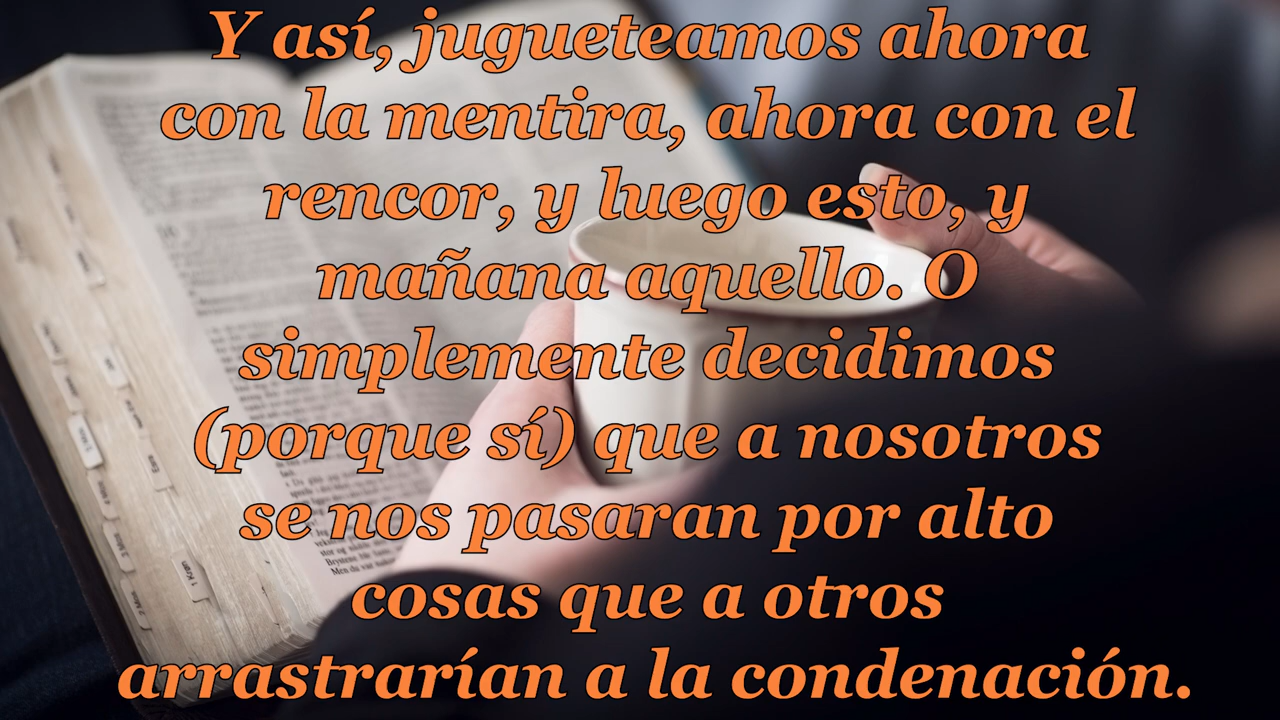 Y así, jugueteamos ahora
con la mentira, ahora con el
rencor, y luego esto, y
mañana aquello. O
simplemente decidimos
(porque sí) que a nosotros
se nos pasaran por alto
cosas que a otros
arrastrarían a la condenación.